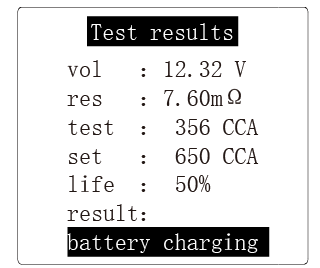 Test results
vol : 12.32 V
res : 7.60mΩ
test : 356 CCA
set : 650 CCA
life : 50%
result:
battery charging